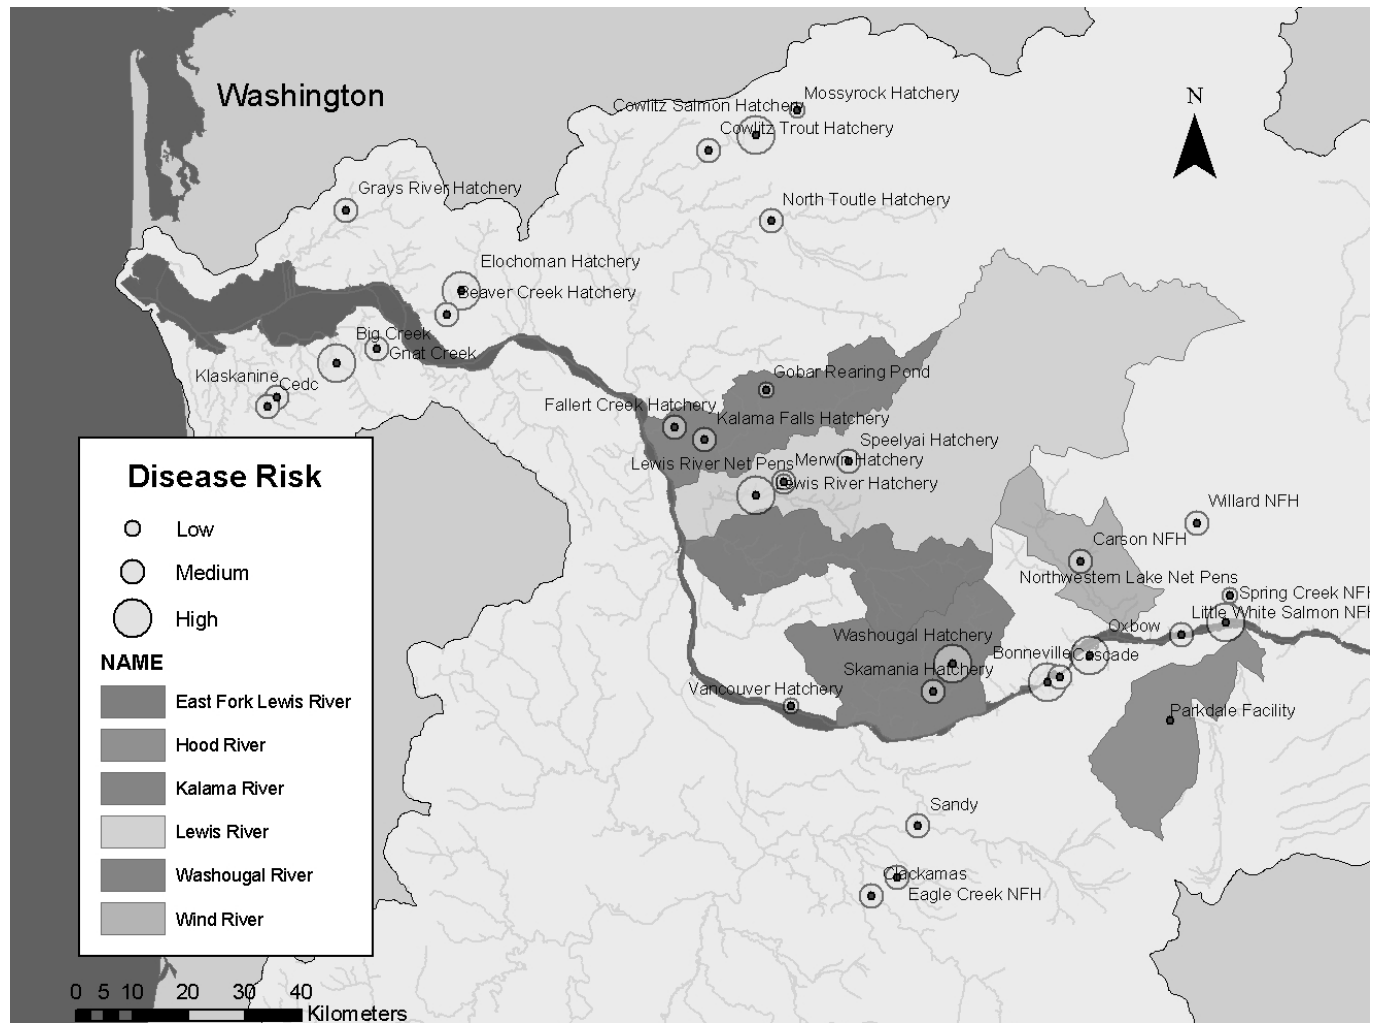 Washington
N
Mossyrock Hatchery
Cowlitz Salmon Hatchery
Cowlitz Trout Hatchery
Grays River Hatchery
North Toutle Hatchery
Elochoman Hatchery
Beaver Creek Hatchery
Big Creek
Gnat Creek
Klaskanine
Cedc
Gobar Rearing Pond
Fallert Creek Hatchery
Kalama Falls Hatchery
Speelyai Hatchery
Lewis River Net Pens
Merwin Hatchery
Lewis River Hatchery
Willard NFH
Carson NFH
Northwestern Lake Net Pens
Spring Creek NFH
Little White Salmon NFH
Oxbow
Washougal Hatchery
Bonneville
Cascade
Skamania Hatchery
Vancouver Hatchery
Parkdale Facility
Sandy
Clackamas
Eagle Creek NFH
Disease Risk
Low
Medium
High
NAME
East Fork Lewis River
Hood River
Kalama River
Lewis River
Washougal River
Wind River
0 5 10 20 30 40
Kilometers